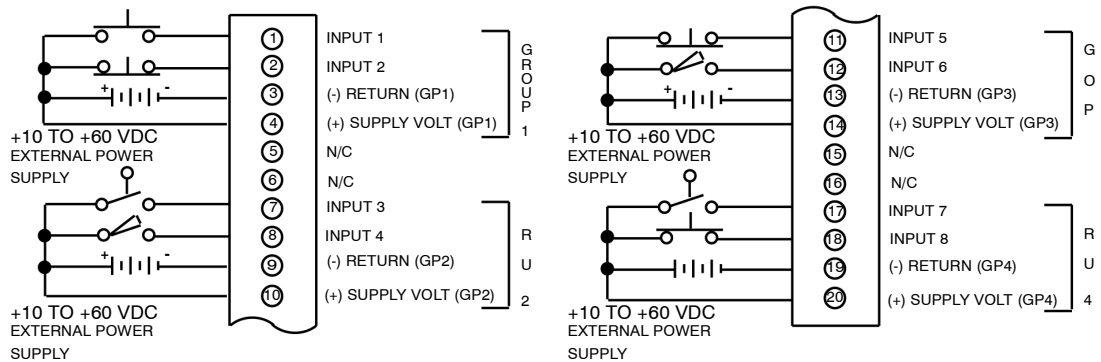 1 INPUT 1
2 INPUT 2
+ - 3 (-) RETURN (GP1)
4 (+) SUPPLY VOLT (GP1)
GROUP 1
+10 TO +60 VDC
EXTERNAL POWER
SUPPLY
5 N/C
6 N/C
7 INPUT 3
8 INPUT 4
+ - 9 (-) RETURN (GP2)
10 (+) SUPPLY VOLT (GP2)
R U 2
+10 TO +60 VDC
EXTERNAL POWER
SUPPLY
11 INPUT 5
12 INPUT 6
+ - 13 (-) RETURN (GP3)
14 (+) SUPPLY VOLT (GP3)
G O P
+10 TO +60 VDC
EXTERNAL POWER
SUPPLY
15 N/C
16 N/C
17 INPUT 7
18 INPUT 8
19 (-) RETURN (GP4)
20 (+) SUPPLY VOLT (GP4)
R U 4
+10 TO +60 VDC
EXTERNAL POWER
SUPPLY